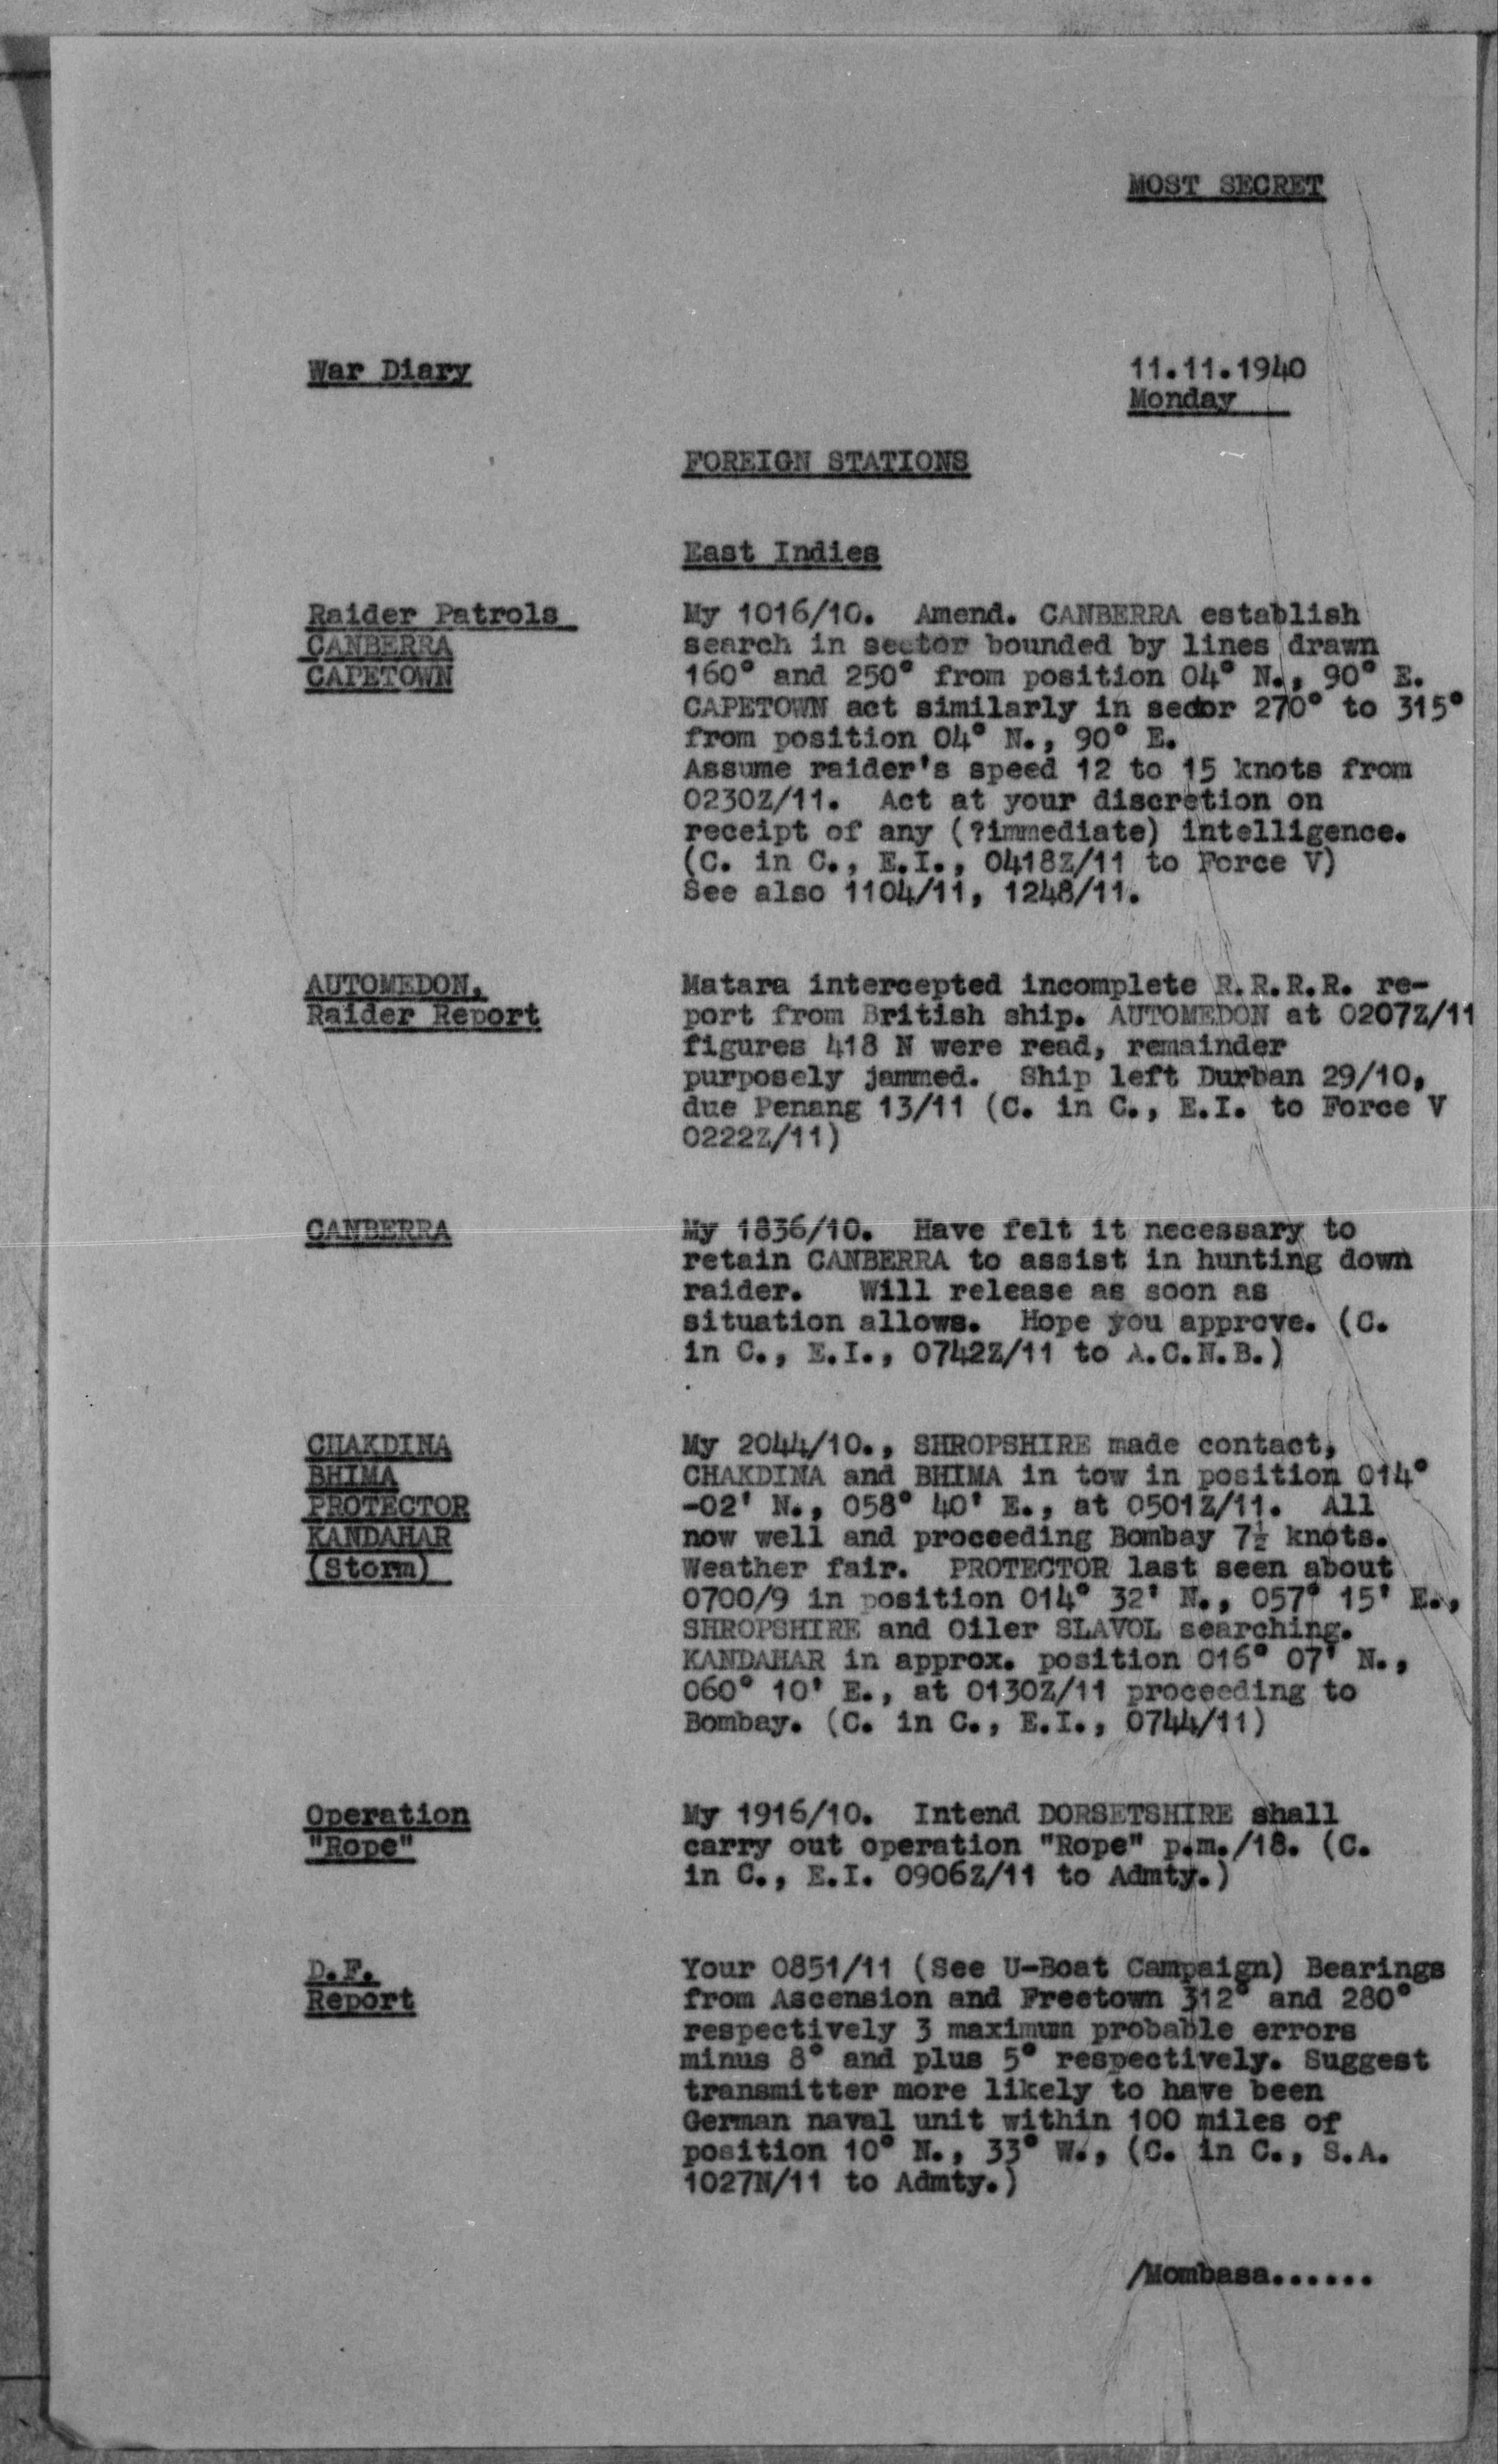 MOST SECRET
War Diary
11.11.1940
Monday
FOREIGN STATIONS
East Indies
Raider Patrols
CANBERRA
CAPETOWN
My 1016/10. Amend. CANBERRA establish
search in sector bounded by lines drawn
160° and 250° from position 04° N., 90° E.
CAPETOWN act similarly in sector 270° to 315°
from position 04° N., 90° E.
Assume raider's speed 12 to 15 knots from
0230Z/11. Act at your discretion on
receipt of any (?immediate) intelligence.
(C. in C., E.I., 0418Z/11 to Force V)
See also 1104/11, 1248/11.
AUTOMEDON.
Raider Report
Matara intercepted incomplete R.R.R.R. re-
port from British ship. AUTOMEDON at 0207Z/11
figures 418 N were read, remainder
purposely jammed. Ship left Durban 29/10,
due Penang 13/11 (C. in C., E.I. to Force V
0222Z/11)
CANBERRA
My 1836/10. Have felt it necessary to
retain CANBERRA to assist in hunting down
raider. Will release as soon as
situation allows. Hope you approve. (C.
in C., E.I., 0742Z/11 to A.C.N.B.)
CHAKDINA
BHIMA
PROTECTOR
KANDAHAR
(Storm)
My 2044/10., SHROPSHIRE made contact,
CHAKDINA and BHIMA in tow in position 014°
-02' N., 058° 40' E., at 0501Z/11. All
now well and proceeding Bombay 7½ knots.
Weather fair. PROTECTOR last seen about
0700/9 in position 014° 32' N., 057° 15' E.,
SHROPSHIRE and Oiler SLAVOL searching.
KANDAHAR in approx. position 016° 07' N.,
060° 10' E., at 0130Z/11 proceeding to
Bombay. (C. in C., E.I., 0744/11)
Operation
"Rope"
My 1916/10. Intend DORSETSHIRE shall
carry out operation "Rope" p.m./18. (C.
in C., E.I. 0906Z/11 to Admty.)
D.F.
Report
Your 0851/11 (See U-Boat Campaign) Bearings
from Ascension and Freetown 312° and 280°
respectively 3 maximum probable errors
minus 8° and plus 5° respectively. Suggest
transmitter more likely to have been
German naval unit within 100 miles of
position 10° N., 33° W., (C. in C., S.A.
1027N/11 to Admty.)
/Mombasa......